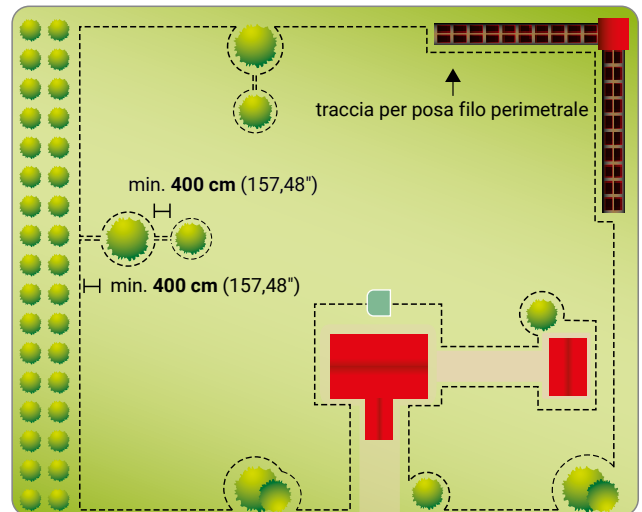 traccia per posa filo perimetrale
min. 400 cm (157,48")
min. 400 cm (157,48")